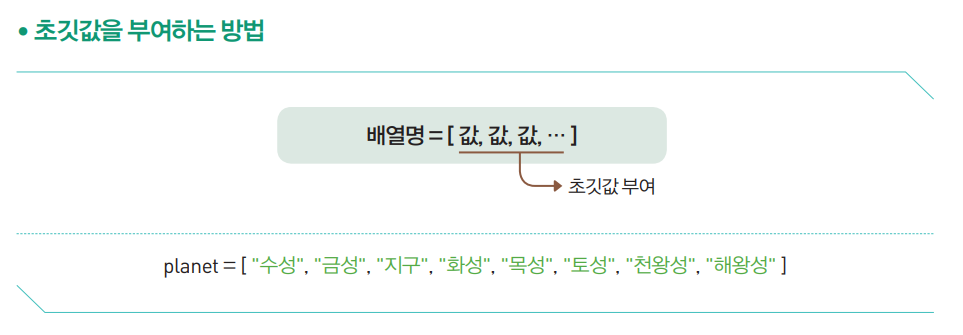 • 초깃값을 부여하는 방법
배열명 = [ 값, 값, 값, ⋯ ]
초깃값 부여
planet = [ "수성", "금성", "지구", "화성", "목성", "토성", "천왕성", "해왕성" ]